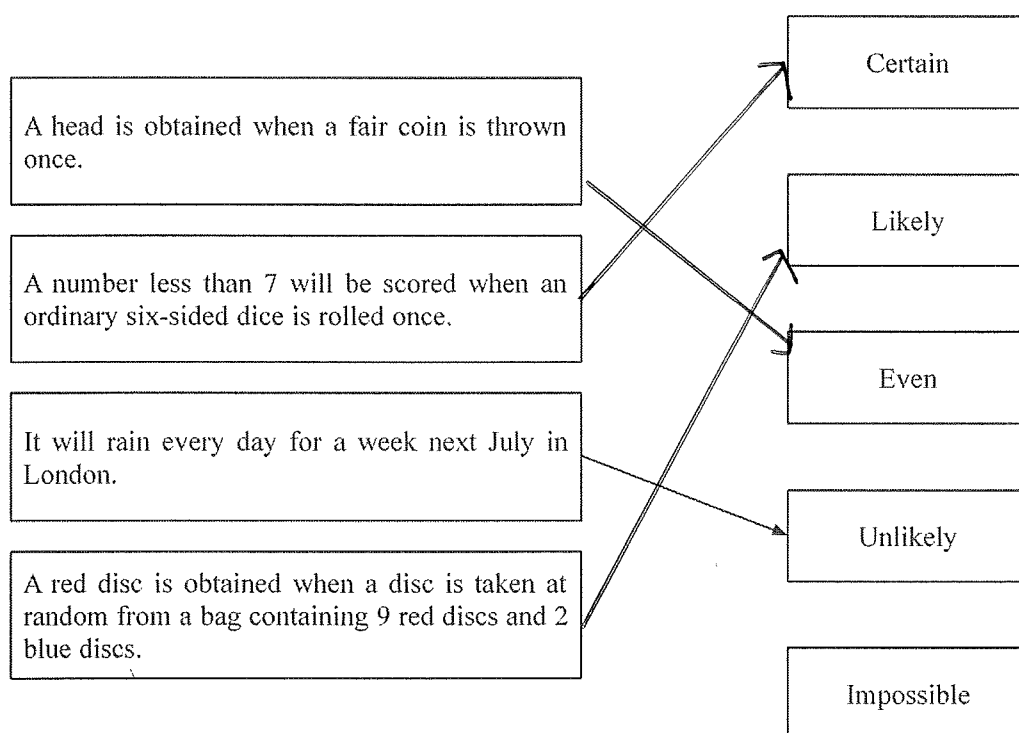 Certain
A head is obtained when a fair coin is thrown
once.
Likely
A number less than 7 will be scored when an
ordinary six-sided dice is rolled once.
Even
It will rain every day for a week next July in
London.
Unlikely
A red disc is obtained when a disc is taken at
random from a bag containing 9 red discs and 2
blue discs.
Impossible